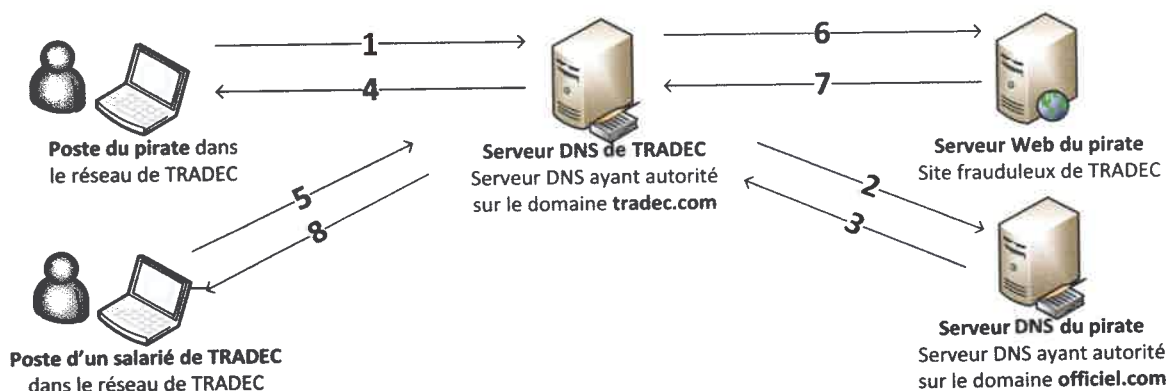 1
6
4
7
Poste du pirate dans
le réseau de TRADEC
Serveur DNS de TRADEC
Serveur DNS ayant autorité
sur le domaine tradec.com
Serveur Web du pirate
Site frauduleux de TRADEC
5
8
2
3
Poste d'un salarié de TRADEC
dans le réseau de TRADEC
Serveur DNS du pirate
Serveur DNS ayant autorité
sur le domaine officiel.com